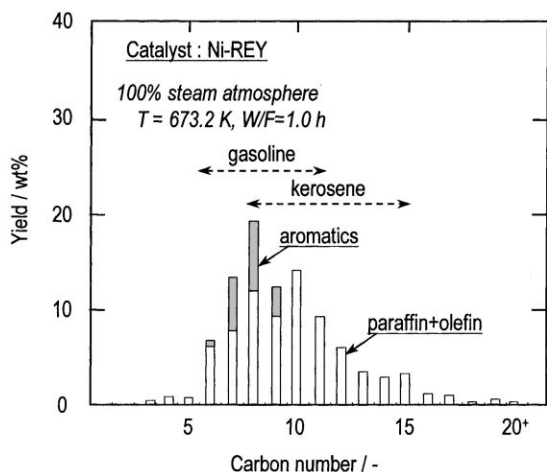 40
30
20
10
0
Yield / wt%
Catalyst : Ni-REY
100% steam atmosphere
T = 673.2 K, W/F=1.0 h
gasoline
kerosene
aromatics
paraffin+olefin
5 10 15 20+
Carbon number / -